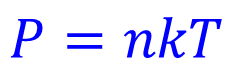 P = nkT